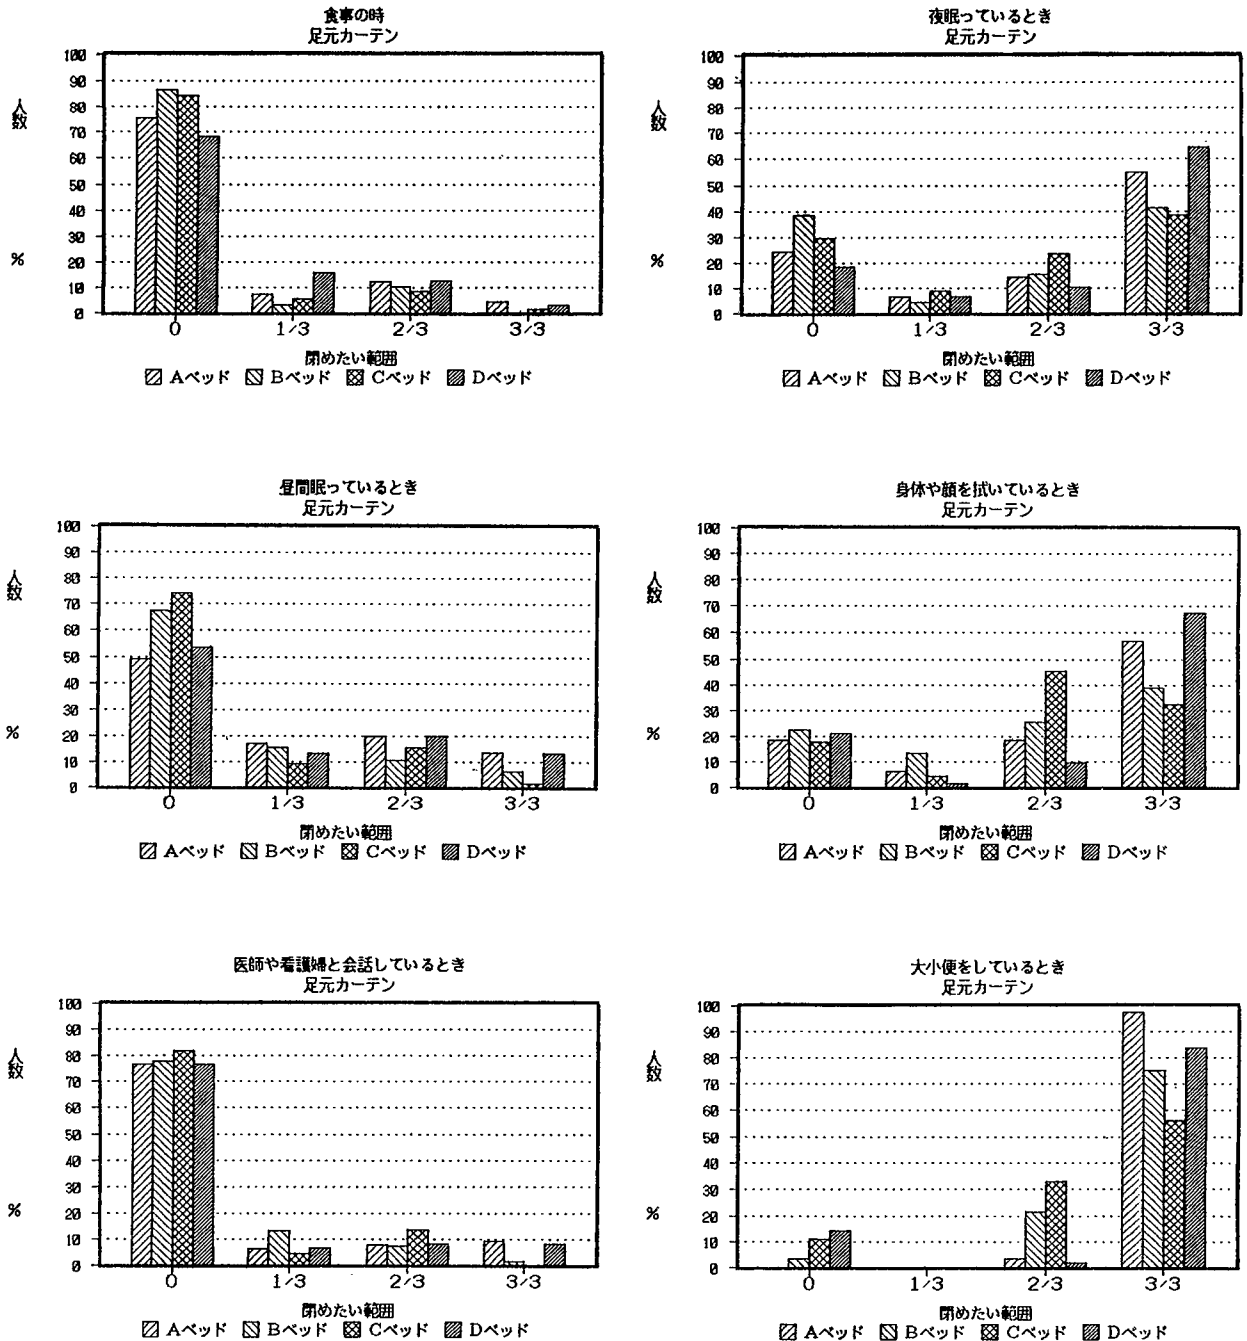 食事の時
足元カーテン
人数
%
100
90
80
70
60
50
40
30
20
10
0
0 1/3 2/3 3/3
閉めたい範囲
Aベッド Bベッド Cベッド Dベッド
夜眠っているとき
足元カーテン
人数
%
100
90
80
70
60
50
40
30
20
10
0
0 1/3 2/3 3/3
閉めたい範囲
Aベッド Bベッド Cベッド Dベッド
昼間眠っているとき
足元カーテン
人数
%
100
90
80
70
60
50
40
30
20
10
0
0 1/3 2/3 3/3
閉めたい範囲
Aベッド Bベッド Cベッド Dベッド
身体や顔を拭いているとき
足元カーテン
人数
%
100
90
80
70
60
50
40
30
20
10
0
0 1/3 2/3 3/3
閉めたい範囲
Aベッド Bベッド Cベッド Dベッド
医師や看護婦と会話しているとき
足元カーテン
人数
%
100
90
80
70
60
50
40
30
20
10
0
0 1/3 2/3 3/3
閉めたい範囲
Aベッド Bベッド Cベッド Dベッド
大小便をしているとき
足元カーテン
人数
%
100
90
80
70
60
50
40
30
20
10
0
0 1/3 2/3 3/3
閉めたい範囲
Aベッド Bベッド Cベッド Dベッド